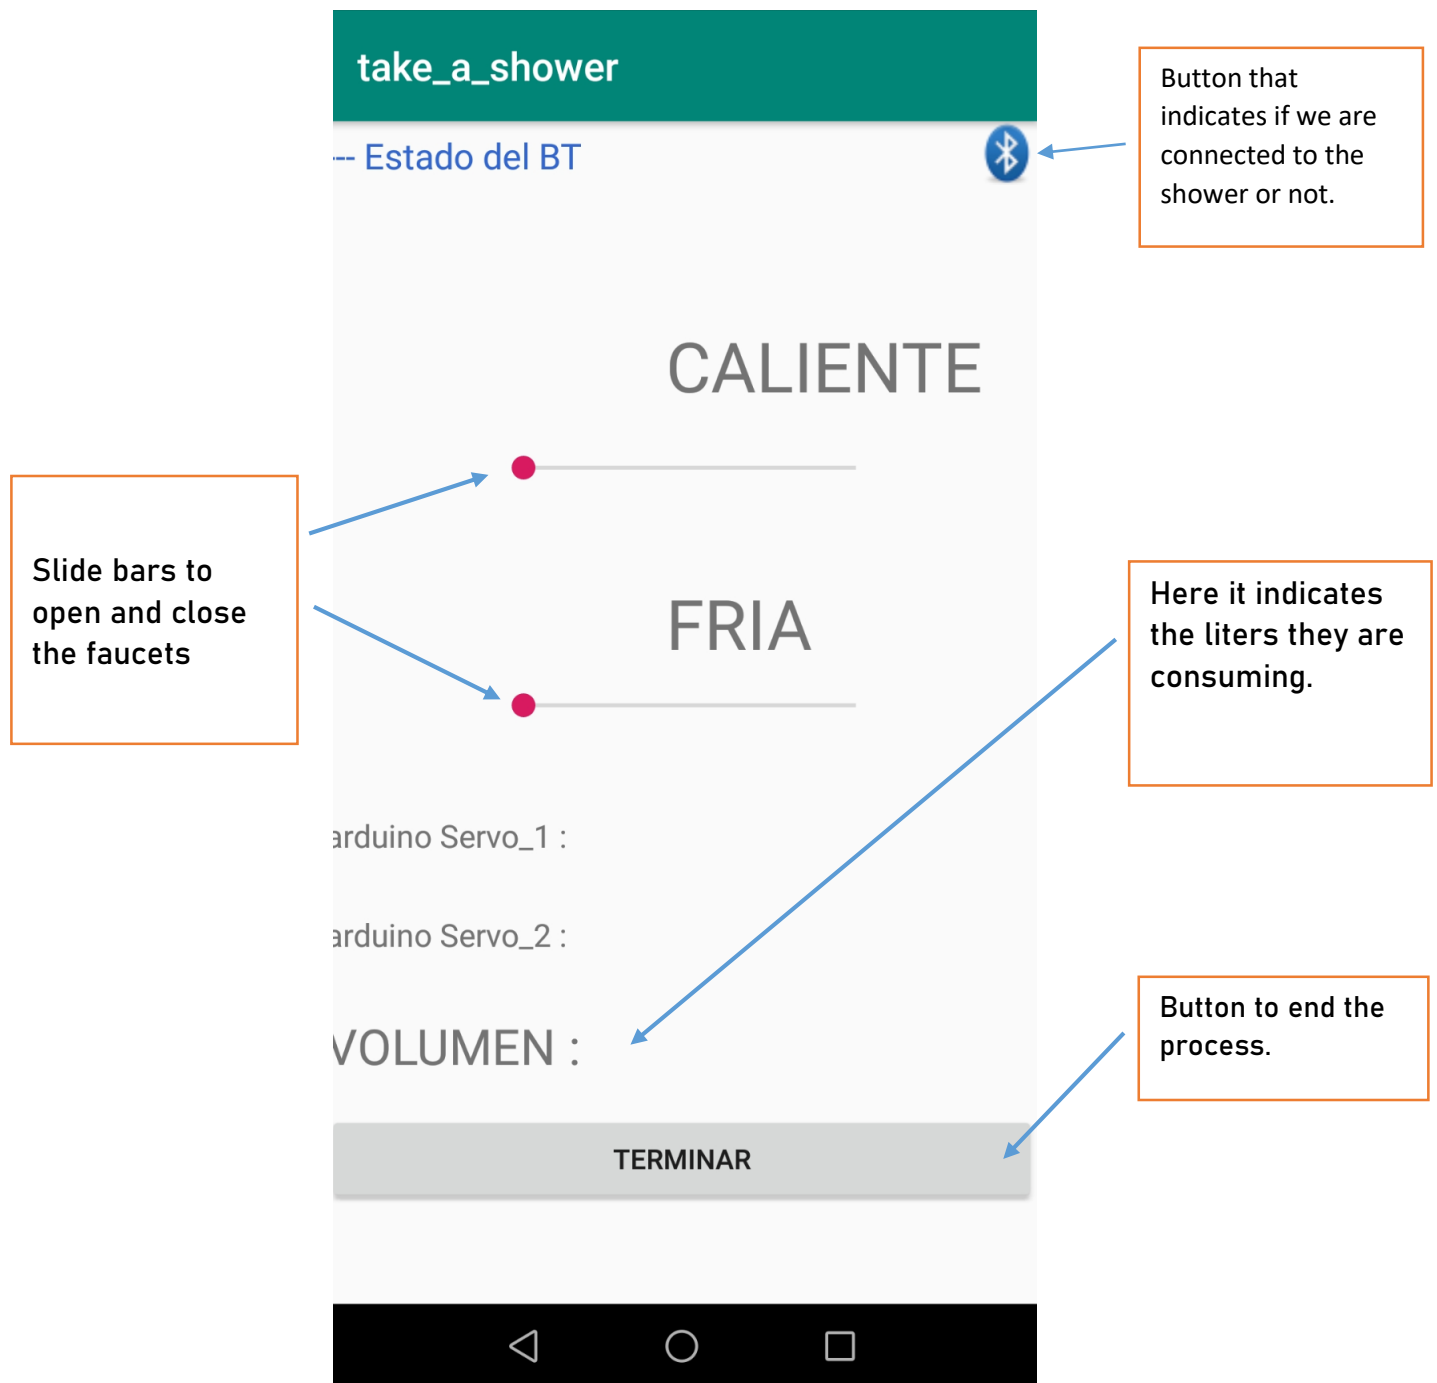 take_a_shower
--- Estado del BT
Button that
indicates if we are
connected to the
shower or not.
CALIENTE
Slide bars to
open and close
the faucets
FRIA
Here it indicates
the liters they are
consuming.
arduino Servo_1 :
arduino Servo_2 :
VOLUMEN :
Button to end the
process.
TERMINAR